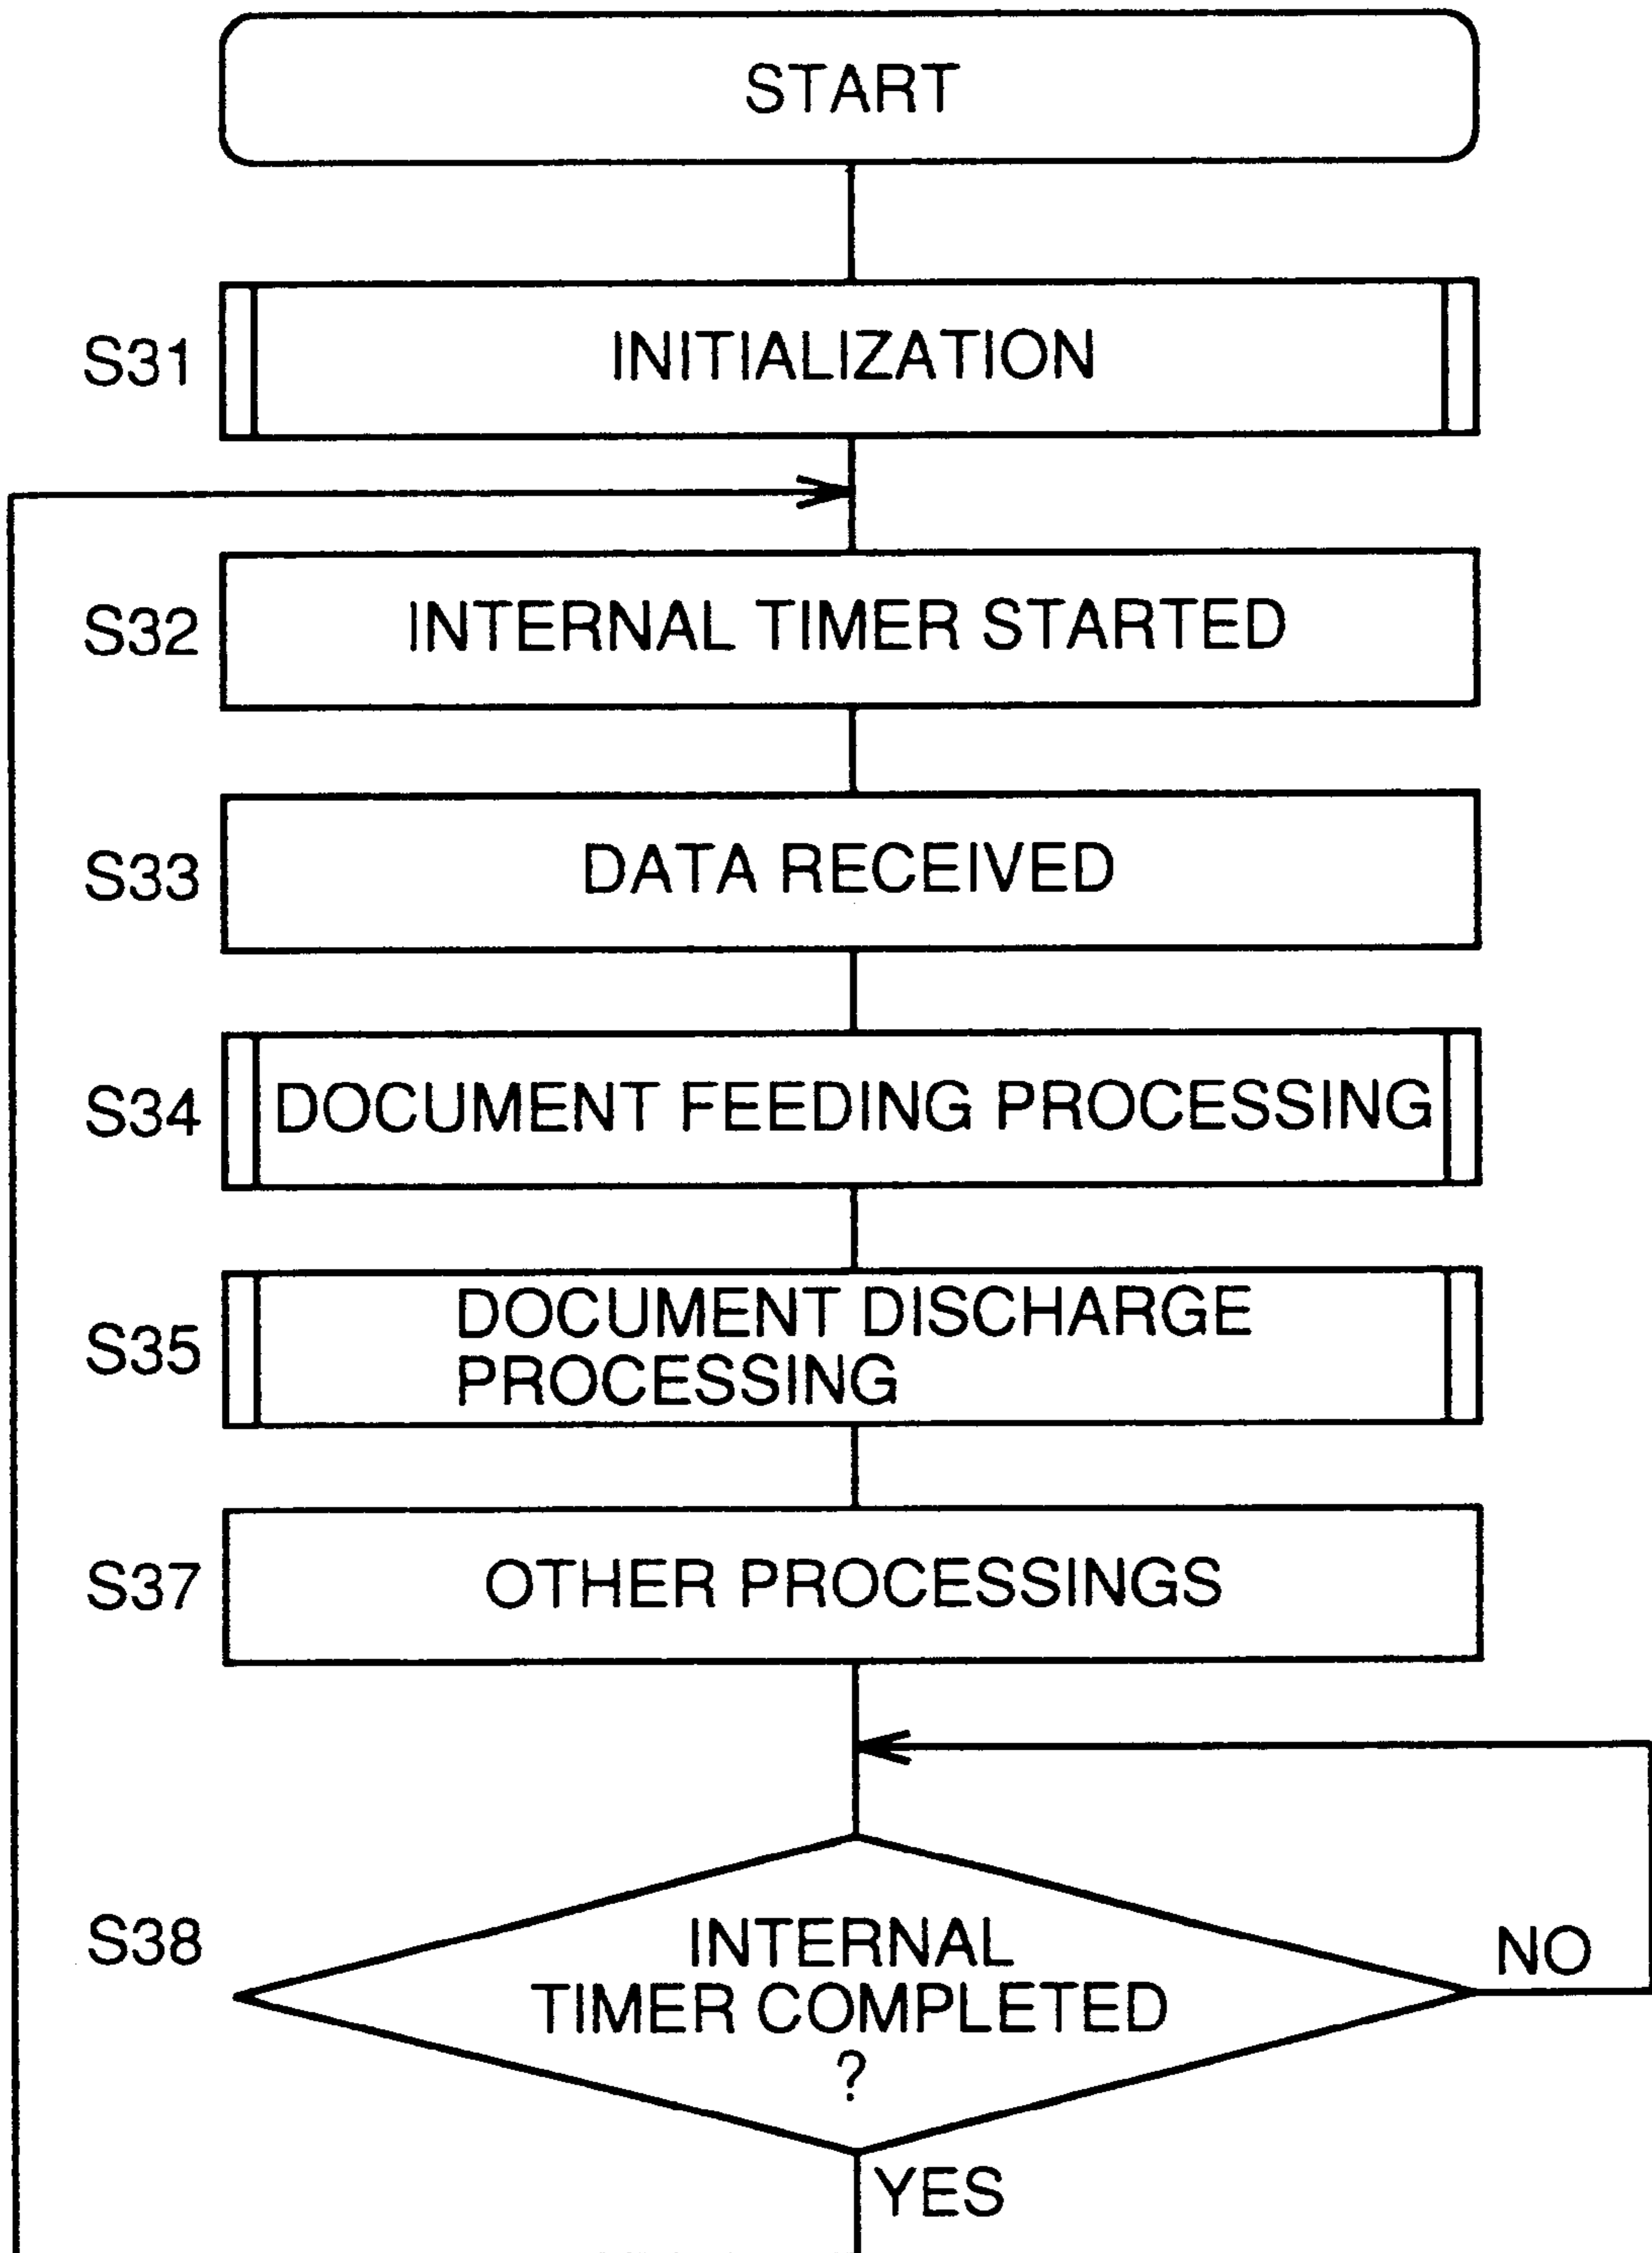 START
S31
INITIALIZATION
S32
INTERNAL TIMER STARTED
S33
DATA RECEIVED
S34
DOCUMENT FEEDING PROCESSING
S35
DOCUMENT DISCHARGE
PROCESSING
S37
OTHER PROCESSINGS
S38
INTERNAL
TIMER COMPLETED
?
NO
YES